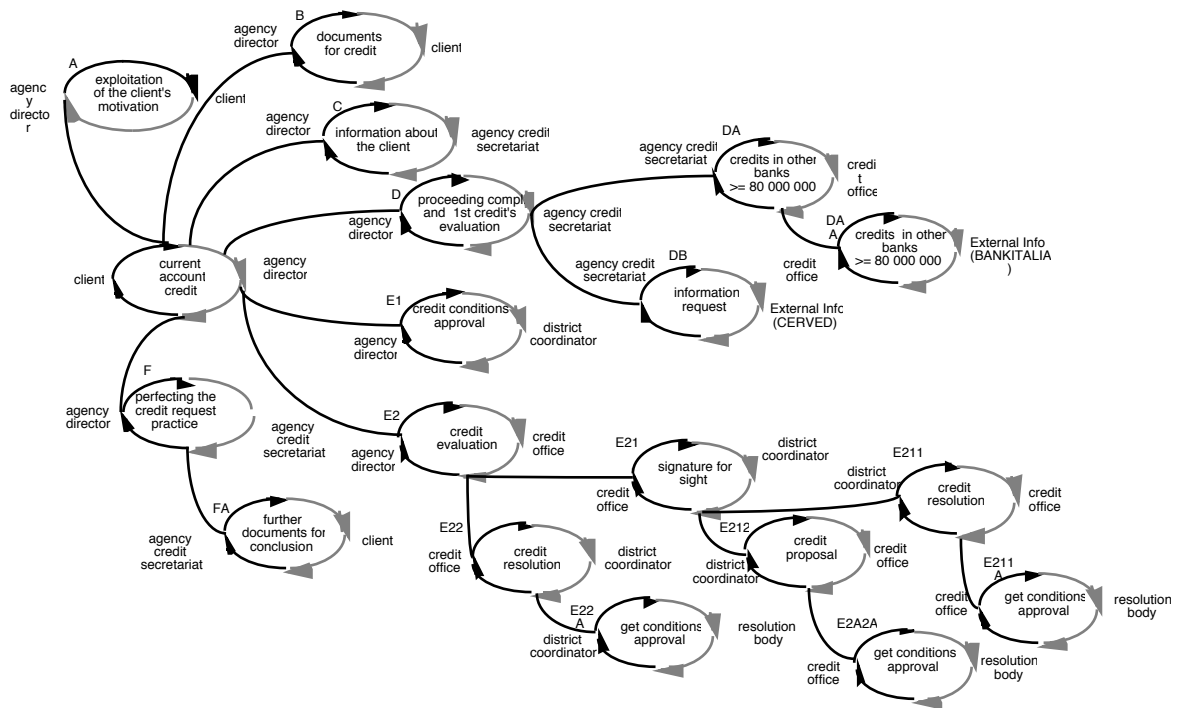 B
agency
director
documents
for credit
client
A
exploitation
of the client's
motivation
agenc
y
directo
r
client
C
agency
director
information about
the client
agency credit
secretariat
DA
agency credit
secretariat
credits in other
banks
>= 80 000 000
credi
t
office
D
agency
director
proceeding compl
and 1st credit's
evaluation
agency credit
secretariat
DA
A
credits in other
banks
>= 80 000 000
credit
office
External Info
(BANKITALIA
)
client
current
account
credit
agency
director
agency credit
secretariat
DB
information
request
External Info
(CERVED)
E1
credit conditions
approval
agency
director
district
coordinator
F
perfecting the
credit request
practice
agency
director
agency
credit
secretariat
E2
credit
evaluation
agency
director
credit
office
E21
signature for
sight
credit
office
district
coordinator
E211
district
coordinator
credit
resolution
credit
office
FA
further
documents for
conclusion
agency
credit
secretariat
client
E22
credit
office
credit
resolution
district
coordinator
E212
credit
proposal
district
coordinator
credit
office
E211
A
credit
office
get conditions
approval
resolution
body
E22
A
district
coordinator
get conditions
approval
resolution
body
E2A2A
credit
office
get conditions
approval
resolution
body